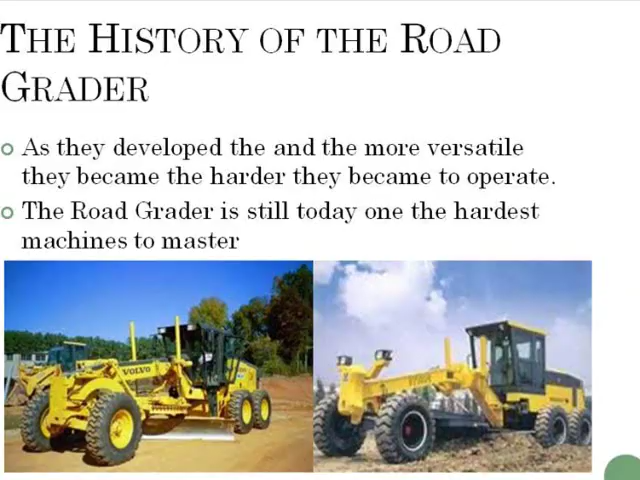 THE HISTORY OF THE ROAD
GRADER
As they developed the and the more versatile
they became the harder they became to operate.
The Road Grader is still today one the hardest
machines to master
VOLVO